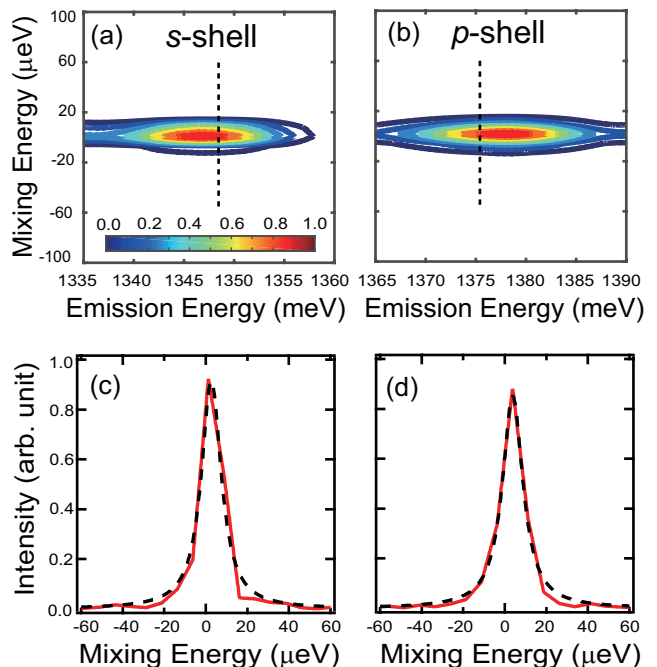 (a) s-shell
(b) p-shell
Mixing Energy (μeV)
100
60
20
-20
-60
-100
0.0 0.2 0.4 0.6 0.8 1.0
1335 1340 1345 1350 1355 1360
1365 1370 1375 1380 1385 1390
Emission Energy (meV)
Emission Energy (meV)
(c)
(d)
Intensity (arb. unit)
1.0
0.8
0.6
0.4
0.2
0.0
-60 -40 -20 0 20 40 60
-60 -40 -20 0 20 40 60
Mixing Energy (μeV)
Mixing Energy (μeV)